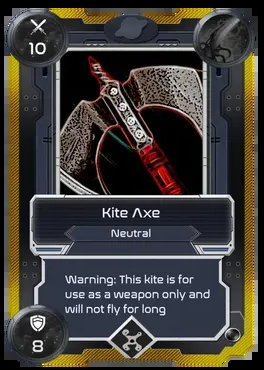 10
Kite Axe
Neutral
Warning: This kite is for
use as a weapon only and
will not fly for long
8